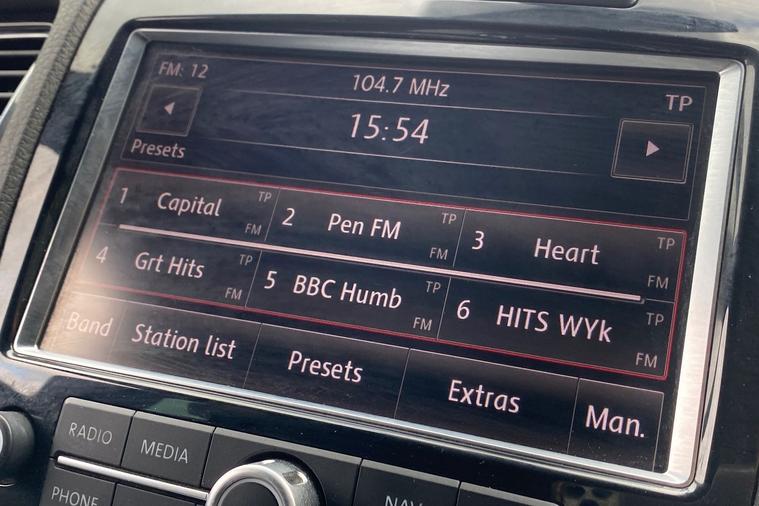 FM: 12
104.7 MHz
TP
15:54
Presets
1 Capital TP FM
2 Pen FM TP FM
3 Heart TP FM
4 Grt Hits TP FM
5 BBC Humb TP FM
6 HITS WYk TP FM
Band Station list Presets Extras Man.
RADIO MEDIA
PHONE